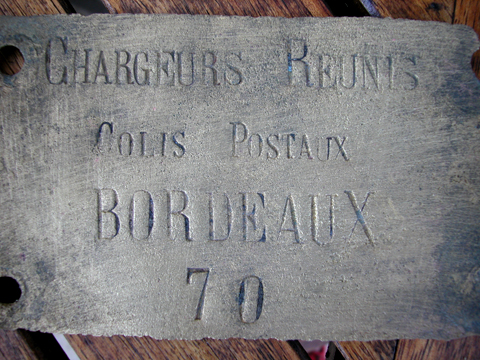 CHARGEURS REUNIS
COLIS POSTAUX
BORDEAUX
70